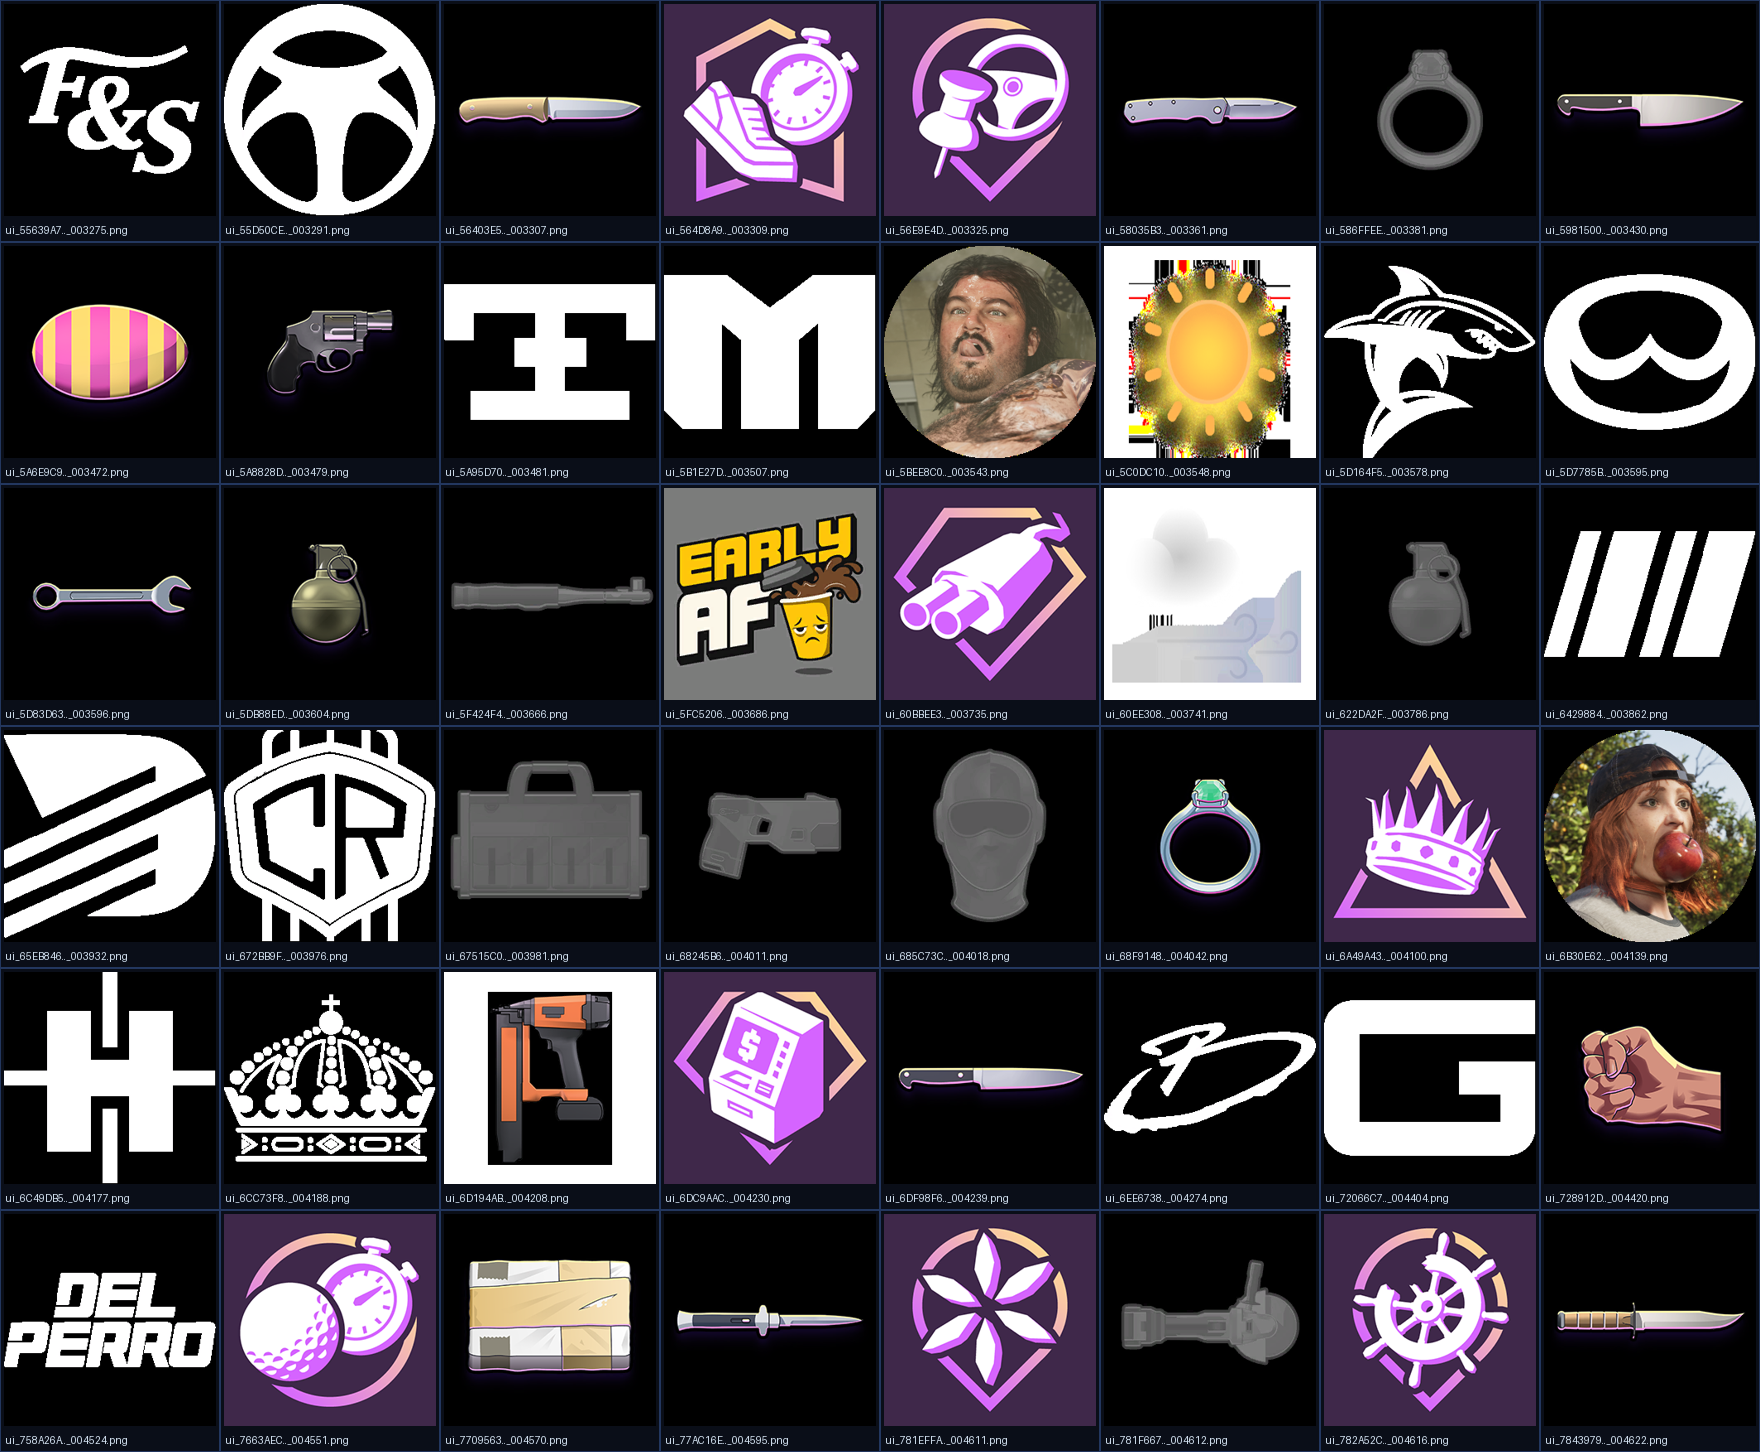 F&S
ui_55639A7.._003275.png
ui_55D50CE.._003291.png
ui_56403E5.._003307.png
ui_564D8A9.._003309.png
ui_56E9E4D.._003325.png
ui_58035B3.._003361.png
ui_586FFEE.._003381.png
ui_5981500.._003430.png
M
ui_5A6E9C9.._003472.png
ui_5A8828D.._003479.png
ui_5A95D70.._003481.png
ui_5B1E27D.._003507.png
ui_5BEE8C0.._003543.png
ui_5C0DC10.._003548.png
ui_5D164F5.._003578.png
ui_5D7785B.._003595.png
EARLY
AF
ui_5D83D63.._003596.png
ui_5DB88ED.._003604.png
ui_5F424F4.._003666.png
ui_5FC5206.._003686.png
ui_60BBEE3.._003735.png
ui_60EE308.._003741.png
ui_622DA2F.._003786.png
ui_6429884.._003862.png
CR
ui_65EB846.._003932.png
ui_672BB9F.._003976.png
ui_67515C0.._003981.png
ui_68245B6.._004011.png
ui_685C73C.._004018.png
ui_68F9148.._004042.png
ui_6A49A43.._004100.png
ui_6B30E62.._004139.png
H
$
G
ui_6C49DB5.._004177.png
ui_6CC73F8.._004188.png
ui_6D194AB.._004208.png
ui_6DC9AAC.._004230.png
ui_6DF98F6.._004239.png
ui_6EE6738.._004274.png
ui_72066C7.._004404.png
ui_728912D.._004420.png
DEL
PERRO
ui_758A26A.._004524.png
ui_7663AEC.._004551.png
ui_7709563.._004570.png
ui_77AC16E.._004595.png
ui_781EFFA.._004611.png
ui_781F667.._004612.png
ui_782A52C.._004616.png
ui_7843979.._004622.png